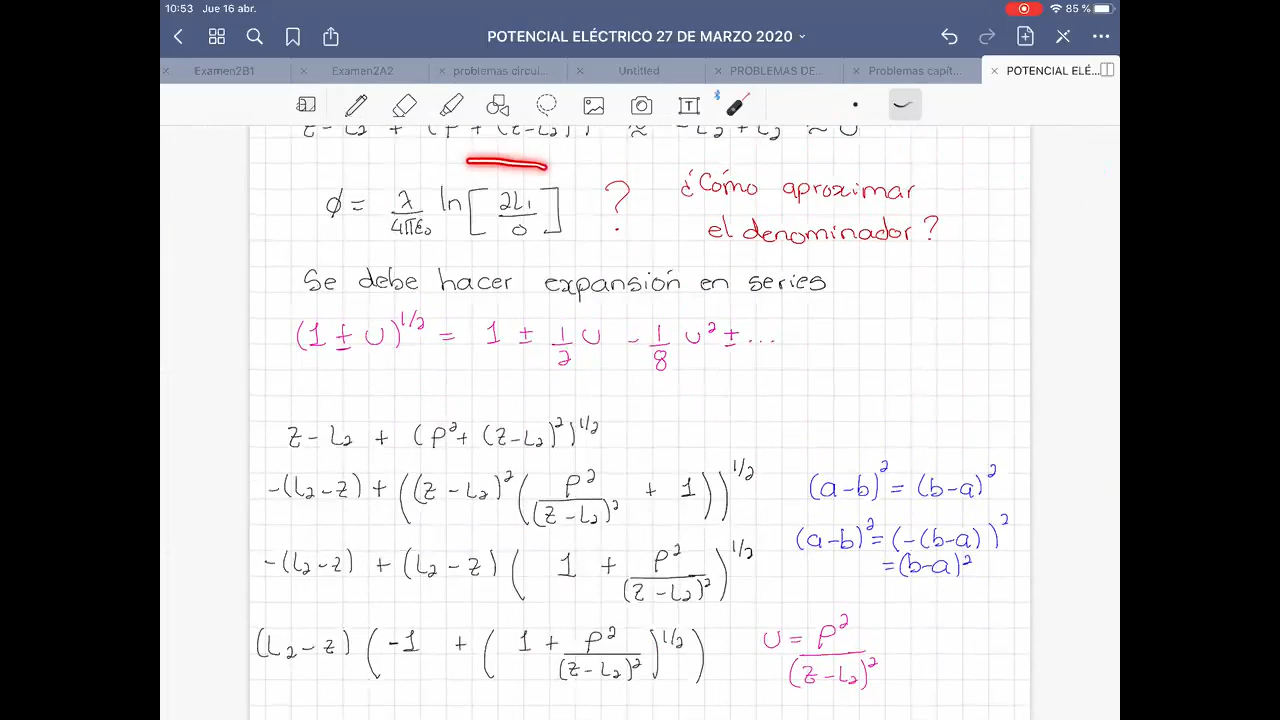 10:53 Jue 16 abr.
85 %
POTENCIAL ELÉCTRICO 27 DE MARZO 2020
Examen2B1
Examen2A2
problemas circui...
Untitled
PROBLEMAS DE...
Problemas capít...
POTENCIAL ELÉ...
ϕ = λ/4πε₀ ln [2L₁/0] ?
¿Cómo aproximar
el denominador?
Se debe hacer expansión en series
(1 ± U)^1/2 = 1 ± 1/2 U - 1/8 U² ± ...
z - L₂ + (ρ² + (z-L₂)²)^1/2
-(L₂-z) + ((z-L₂)² (ρ²/(z-L₂)² + 1))^1/2
(a-b)² = (b-a)²
(a-b)² = (-(b-a))²
= (b-a)²
-(L₂-z) + (L₂-z) (1 + ρ²/(z-L₂)²)^1/2
(L₂-z) (-1 + (1 + ρ²/(z-L₂)²)^1/2)
U = ρ²/(z-L₂)²